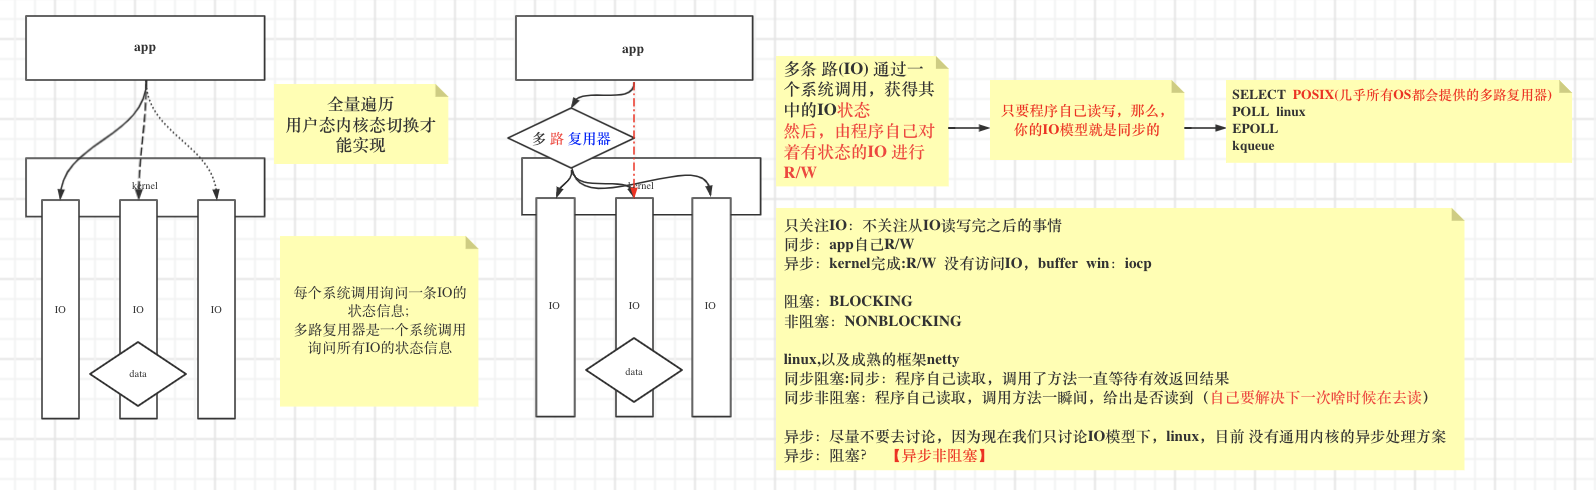 app
全量遍历
用户态内核态切换才
能实现
kernel
IO
IO
IO
data
每个系统调用询问一条IO的
状态信息;
多路复用器是一个系统调用
询问所有IO的状态信息
app
多 路 复用器
kernel
IO
IO
IO
data
多条 路(IO) 通过一
个系统调用，获得其
中的IO状态
然后，由程序自己对
着有状态的IO 进行
R/W
只要程序自己读写，那么，
你的IO模型就是同步的
SELECT POSIX(几乎所有OS都会提供的多路复用器)
POLL linux
EPOLL
kqueue
只关注IO：不关注从IO读写完之后的事情
同步：app自己R/W
异步：kernel完成:R/W 没有访问IO，buffer win：iocp
阻塞：BLOCKING
非阻塞：NONBLOCKING
linux,以及成熟的框架netty
同步阻塞:同步：程序自己读取，调用了方法一直等待有效返回结果
同步非阻塞：程序自己读取，调用方法一瞬间，给出是否读到（自己要解决下一次啥时候在去读）
异步：尽量不要去讨论，因为现在我们只讨论IO模型下，linux，目前 没有通用内核的异步处理方案
异步：阻塞？ 【异步非阻塞】